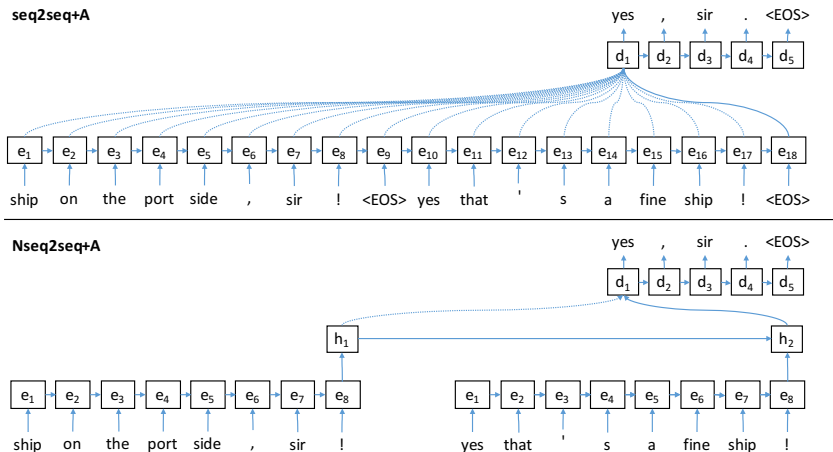 seq2seq+A
yes , sir . <EOS>
d1 d2 d3 d4 d5
e1 e2 e3 e4 e5 e6 e7 e8 e9 e10 e11 e12 e13 e14 e15 e16 e17 e18
ship on the port side , sir ! <EOS> yes that ' s a fine ship ! <EOS>
Nseq2seq+A
yes , sir . <EOS>
d1 d2 d3 d4 d5
h1 h2
e1 e2 e3 e4 e5 e6 e7 e8 e1 e2 e3 e4 e5 e6 e7 e8
ship on the port side , sir ! yes that ' s a fine ship !